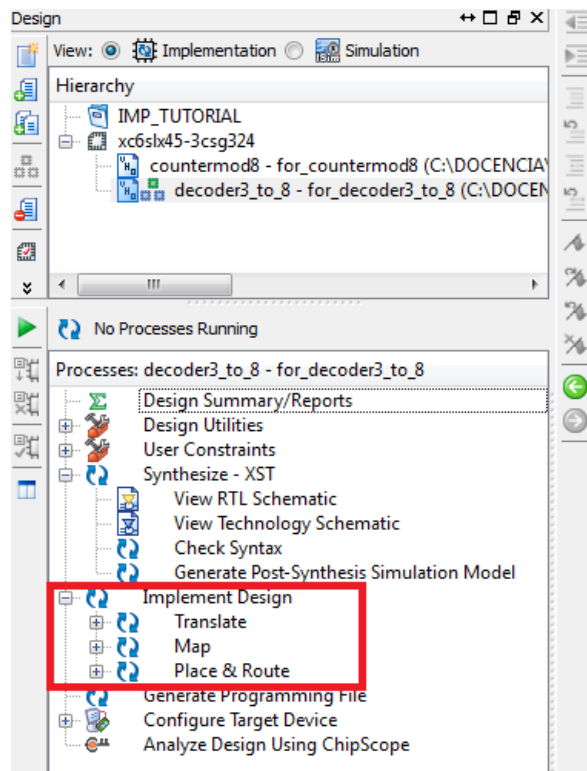 Design
View: Implementation Simulation
Hierarchy
IMP_TUTORIAL
xc6slx45-3csg324
countermod8 - for_countermod8 (C:\DOCENCIA\
decoder3_to_8 - for_decoder3_to_8 (C:\DOCEN
No Processes Running
Processes: decoder3_to_8 - for_decoder3_to_8
Design Summary/Reports
Design Utilities
User Constraints
Synthesize - XST
View RTL Schematic
View Technology Schematic
Check Syntax
Generate Post-Synthesis Simulation Model
Implement Design
Translate
Map
Place & Route
Generate Programming File
Configure Target Device
Analyze Design Using ChipScope